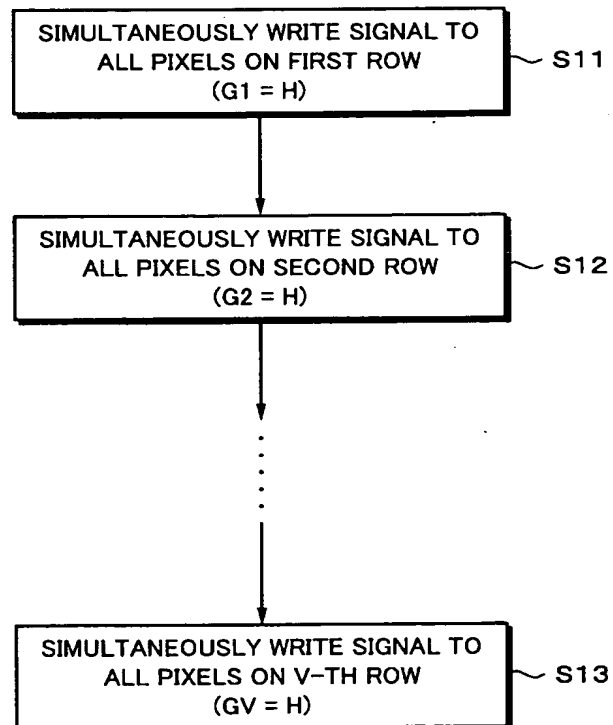 SIMULTANEOUSLY WRITE SIGNAL TO
ALL PIXELS ON FIRST ROW
(G1 = H)
S11
SIMULTANEOUSLY WRITE SIGNAL TO
ALL PIXELS ON SECOND ROW
(G2 = H)
S12
SIMULTANEOUSLY WRITE SIGNAL TO
ALL PIXELS ON V-TH ROW
(GV = H)
S13